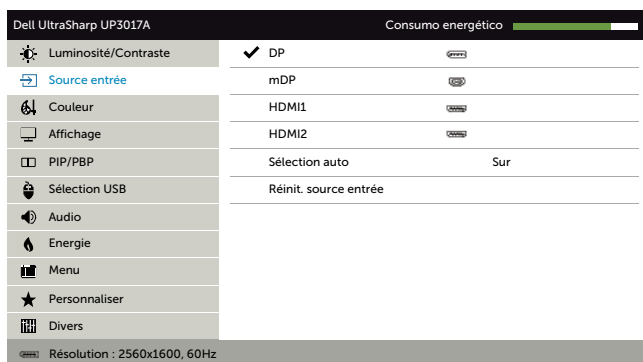 Dell UltraSharp UP3017A Consumo energético
Luminosité/Contraste DP
Source entrée mDP
Couleur HDMI1
Affichage HDMI2
PIP/PBP Sélection auto Sur
Sélection USB Réinit. source entrée
Audio
Energie
Menu
Personnaliser
Divers
Résolution : 2560x1600, 60Hz